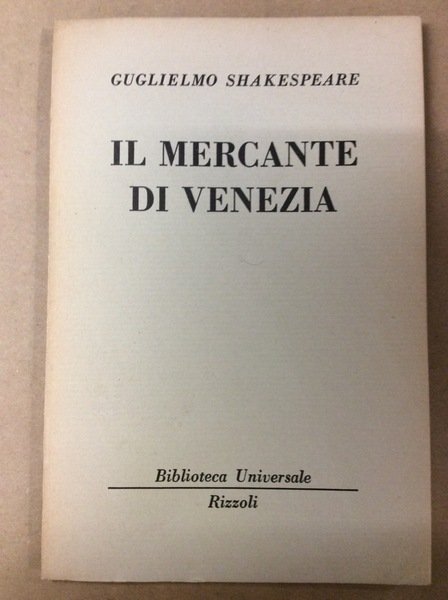 GUGLIELMO SHAKESPEARE
IL MERCANTE
DI VENEZIA
Biblioteca Universale
Rizzoli